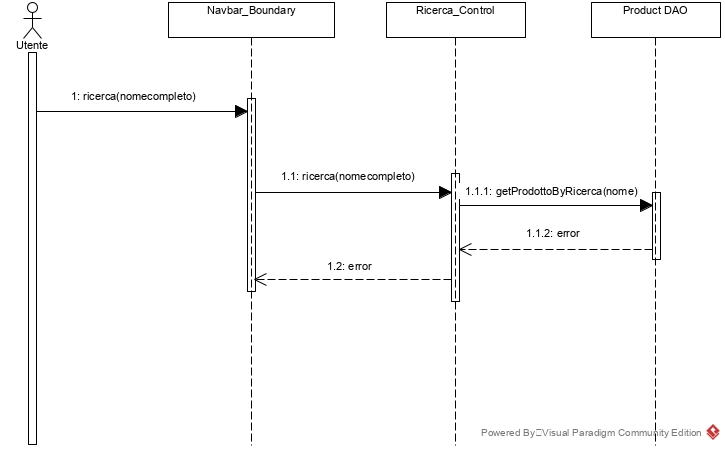 Navbar_Boundary
Ricerca_Control
Product DAO
Utente
1: ricerca(nomecompleto)
1.1: ricerca(nomecompleto)
1.1.1: getProdottoByRicerca(nome)
1.1.2: error
1.2: error
Powered By Visual Paradigm Community Edition